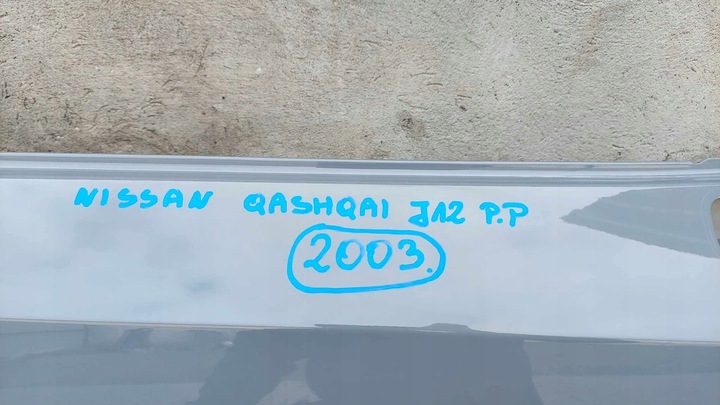 NISSAN QASHQAI J12 P.P
2003.